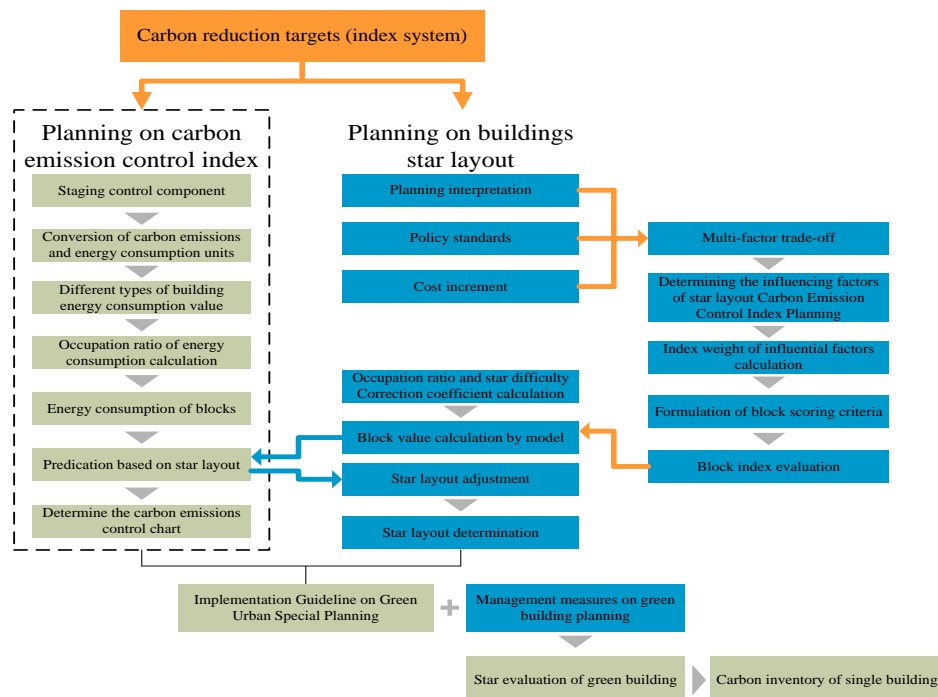 Carbon reduction targets (index system)
Planning on carbon
emission control index
Staging control component
Conversion of carbon emissions
and energy consumption units
Different types of building
energy consumption value
Occupation ratio of energy
consumption calculation
Energy consumption of blocks
Predication based on star layout
Determine the carbon emissions
control chart
Planning on buildings
star layout
Planning interpretation
Policy standards
Cost increment
Occupation ratio and star difficulty
Correction coefficient calculation
Block value calculation by model
Star layout adjustment
Star layout determination
Multi-factor trade-off
Determining the influencing factors
of star layout Carbon Emission
Control Index Planning
Index weight of influential factors
calculation
Formulation of block scoring criteria
Block index evaluation
Implementation Guideline on Green
Urban Special Planning
+
Management measures on green
building planning
Star evaluation of green building
Carbon inventory of single building